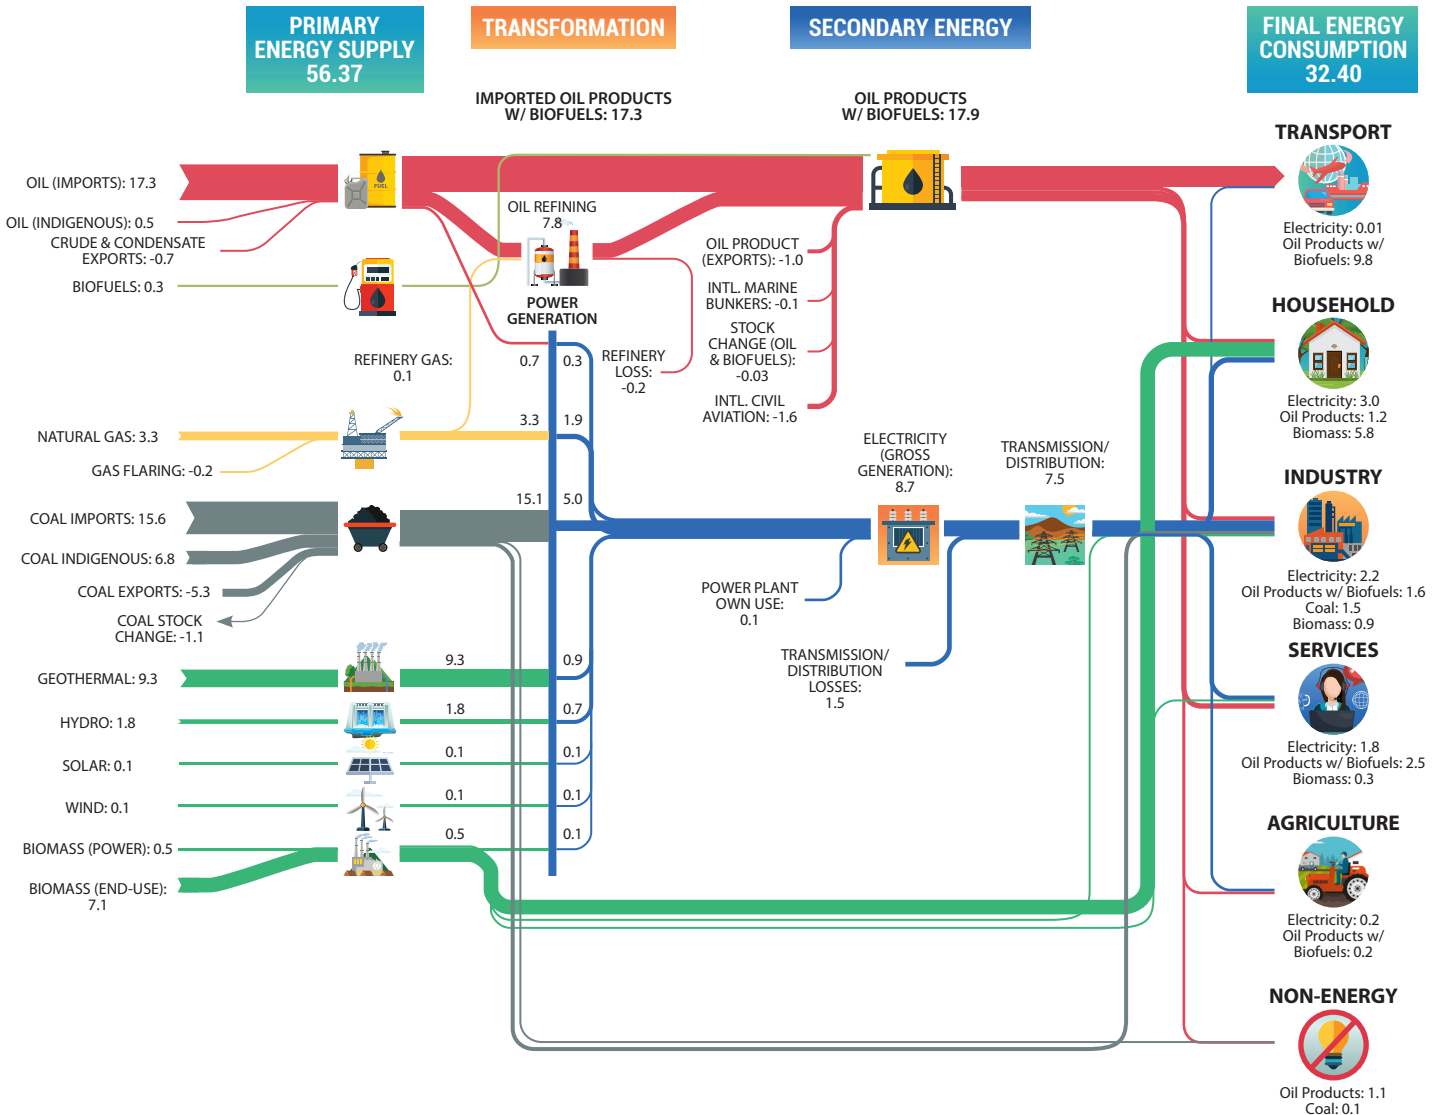 PRIMARY
ENERGY SUPPLY
56.37
TRANSFORMATION
SECONDARY ENERGY
FINAL ENERGY
CONSUMPTION
32.40
IMPORTED OIL PRODUCTS
W/ BIOFUELS: 17.3
OIL PRODUCTS
W/ BIOFUELS: 17.9
OIL (IMPORTS): 17.3
OIL (INDIGENOUS): 0.5
CRUDE & CONDENSATE
EXPORTS: -0.7
BIOFUELS: 0.3
FUEL
OIL REFINING
7.8
POWER
GENERATION
REFINERY GAS:
0.1
REFINERY
LOSS:
-0.2
OIL PRODUCT
(EXPORTS): -1.0
INTL. MARINE
BUNKERS: -0.1
STOCK
CHANGE (OIL
& BIOFUELS):
-0.03
INTL. CIVIL
AVIATION: -1.6
0.7
0.3
NATURAL GAS: 3.3
GAS FLARING: -0.2
3.3
1.9
COAL IMPORTS: 15.6
COAL INDIGENOUS: 6.8
COAL EXPORTS: -5.3
COAL STOCK
CHANGE: -1.1
15.1
5.0
ELECTRICITY
(GROSS
GENERATION):
8.7
TRANSMISSION/
DISTRIBUTION:
7.5
POWER PLANT
OWN USE:
0.1
TRANSMISSION/
DISTRIBUTION
LOSSES:
1.5
GEOTHERMAL: 9.3
9.3
0.9
HYDRO: 1.8
1.8
0.7
SOLAR: 0.1
0.1
0.1
WIND: 0.1
0.1
0.1
BIOMASS (POWER): 0.5
0.5
0.1
BIOMASS (END-USE):
7.1
TRANSPORT
Electricity: 0.01
Oil Products w/
Biofuels: 9.8
HOUSEHOLD
Electricity: 3.0
Oil Products: 1.2
Biomass: 5.8
INDUSTRY
Electricity: 2.2
Oil Products w/ Biofuels: 1.6
Coal: 1.5
Biomass: 0.9
SERVICES
Electricity: 1.8
Oil Products w/ Biofuels: 2.5
Biomass: 0.3
AGRICULTURE
Electricity: 0.2
Oil Products w/
Biofuels: 0.2
NON-ENERGY
Oil Products: 1.1
Coal: 0.1